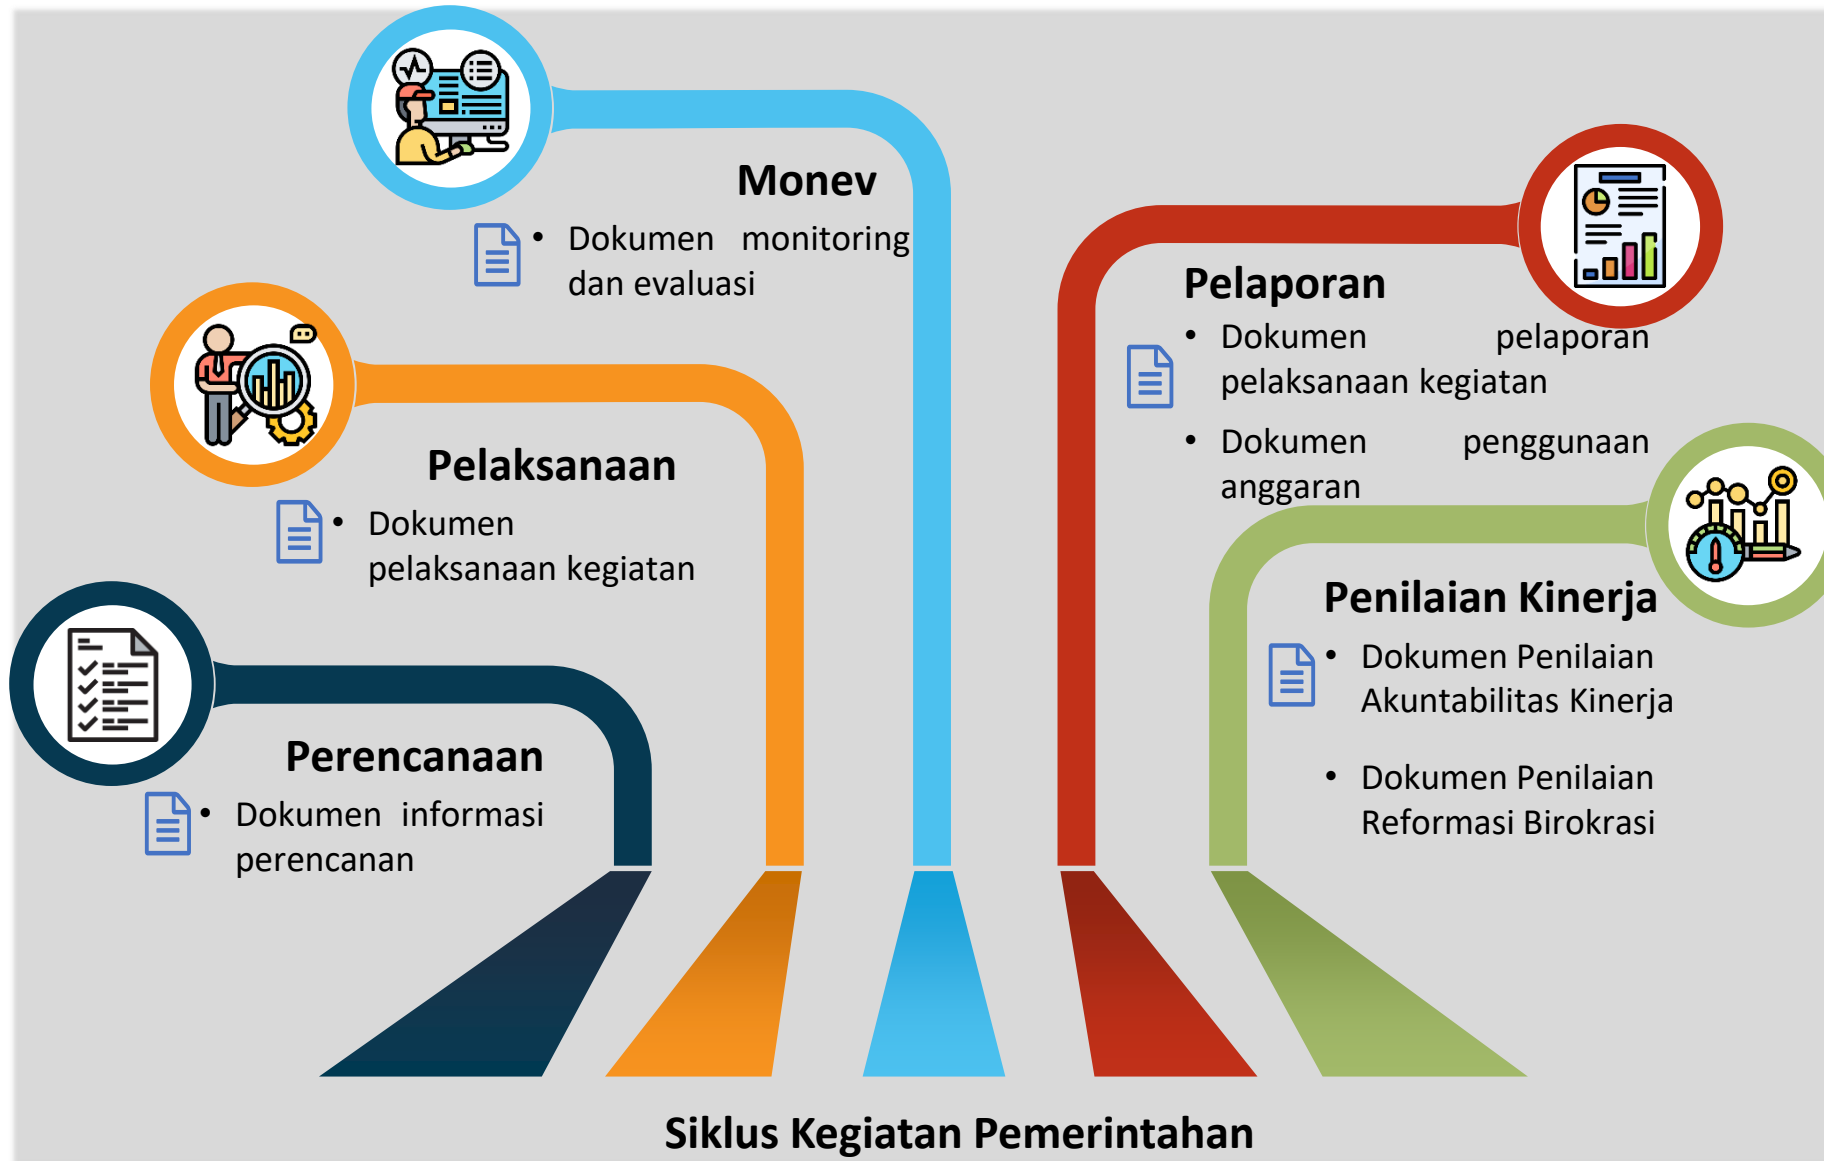 Monev
• Dokumen monitoring
dan evaluasi
Pelaksanaan
• Dokumen
pelaksanaan kegiatan
Perencanaan
• Dokumen informasi
perencanan
Pelaporan
• Dokumen pelaporan
pelaksanaan kegiatan
• Dokumen penggunaan
anggaran
Penilaian Kinerja
• Dokumen Penilaian
Akuntabilitas Kinerja
• Dokumen Penilaian
Reformasi Birokrasi
Siklus Kegiatan Pemerintahan